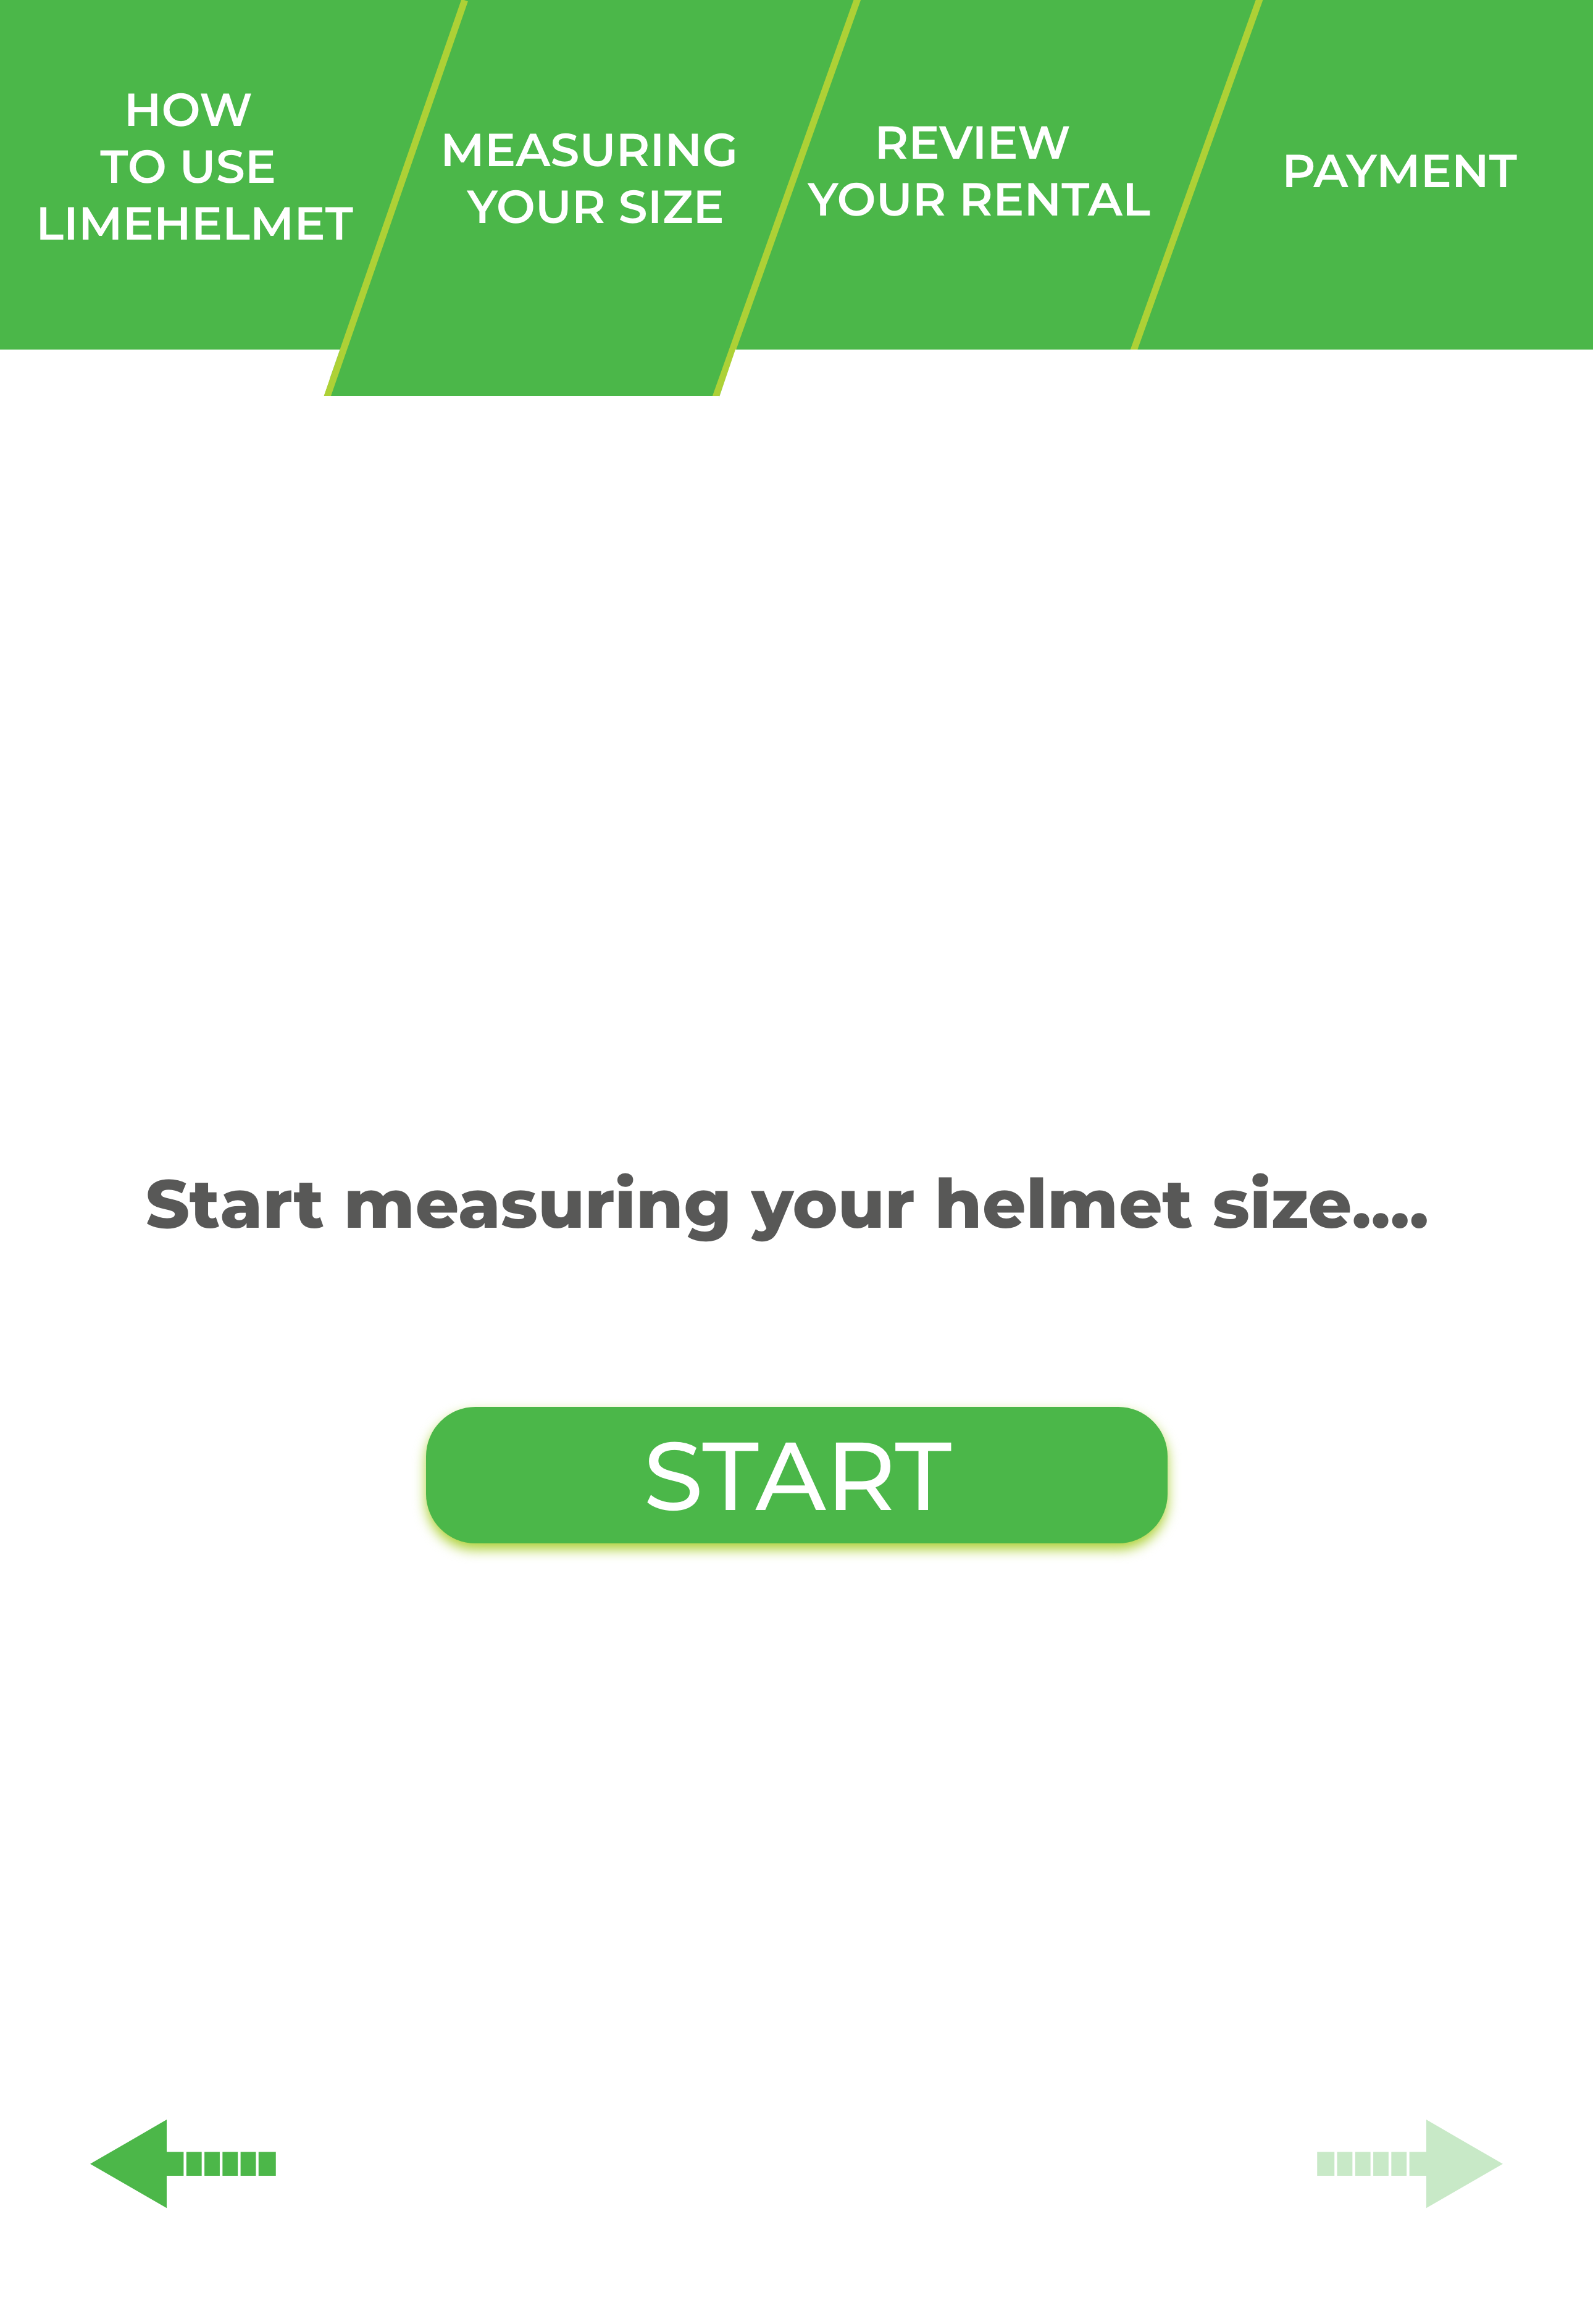 HOW
TO USE
LIMEHELMET
MEASURING
YOUR SIZE
REVIEW
YOUR RENTAL
PAYMENT
Start measuring your helmet size....
START